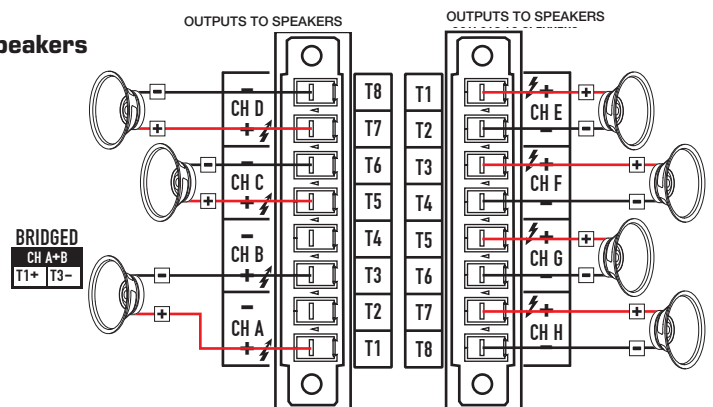 OUTPUTS TO SPEAKERS
OUTPUTS TO SPEAKERS
peakers
- - T8 T1 + +
CH D CH E
+ + T7 T2 - -
- - T6 T3 + +
CH C CH F
+ + T5 T4 - -
BRIDGED
CH A+B
T1+ T3-
- T4 T5 + +
CH B CH G
- + T3 T6 - -
+ - T2 T7 + +
CH A CH H
+ T1 T8 - -